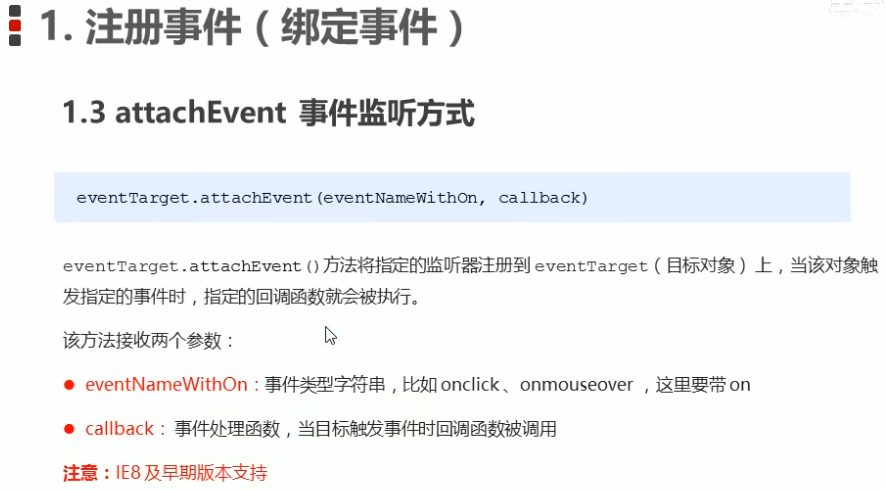 1. 注册事件（绑定事件）
1.3 attachEvent 事件监听方式
eventTarget.attachEvent(eventNameWithOn, callback)
eventTarget.attachEvent()方法将指定的监听器注册到 eventTarget（目标对象）上，当该对象触
发指定的事件时，指定的回调函数就会被执行。
该方法接收两个参数：
● eventNameWithOn：事件类型字符串，比如 onclick 、onmouseover ，这里要带 on
● callback： 事件处理函数，当目标触发事件时回调函数被调用
注意：IE8 及早期版本支持